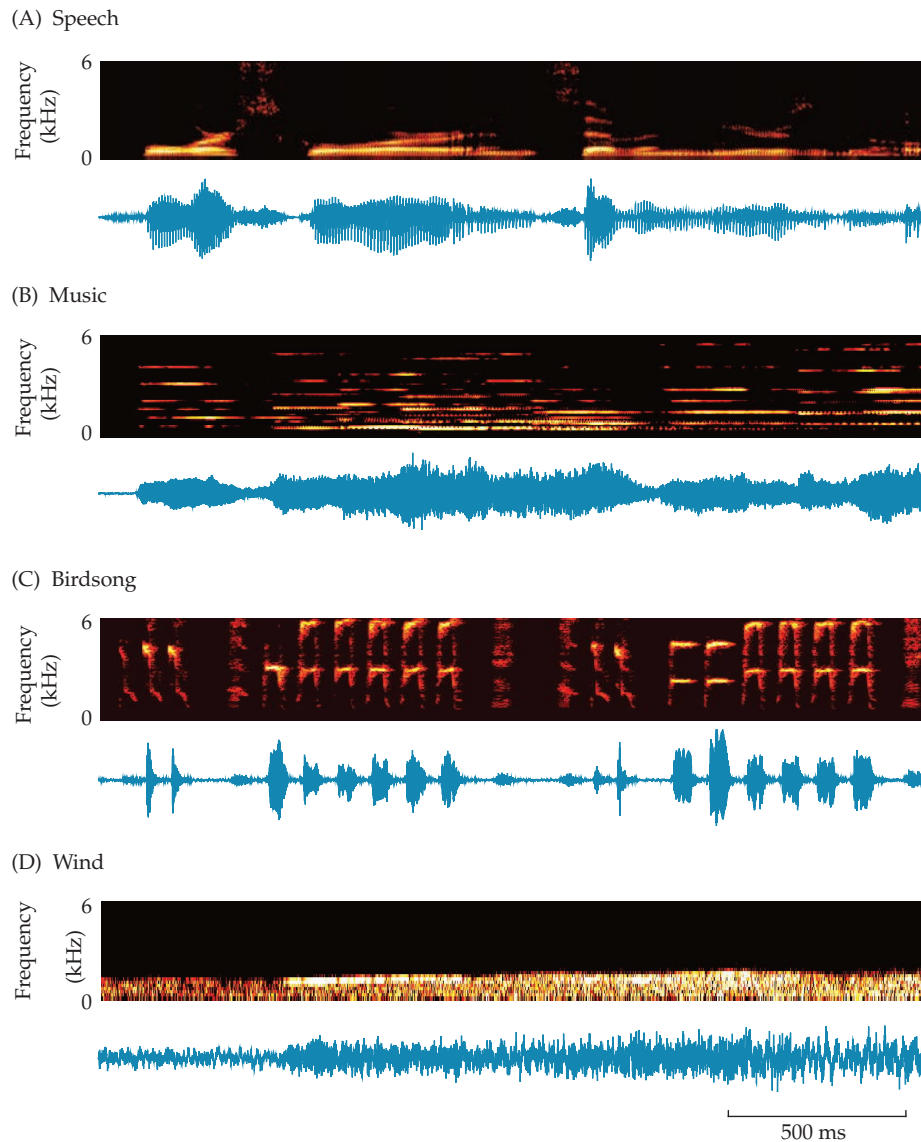 (A) Speech
6
Frequency
(kHz)
0
(B) Music
6
Frequency
(kHz)
0
(C) Birdsong
6
Frequency
(kHz)
0
(D) Wind
6
Frequency
(kHz)
0
500 ms